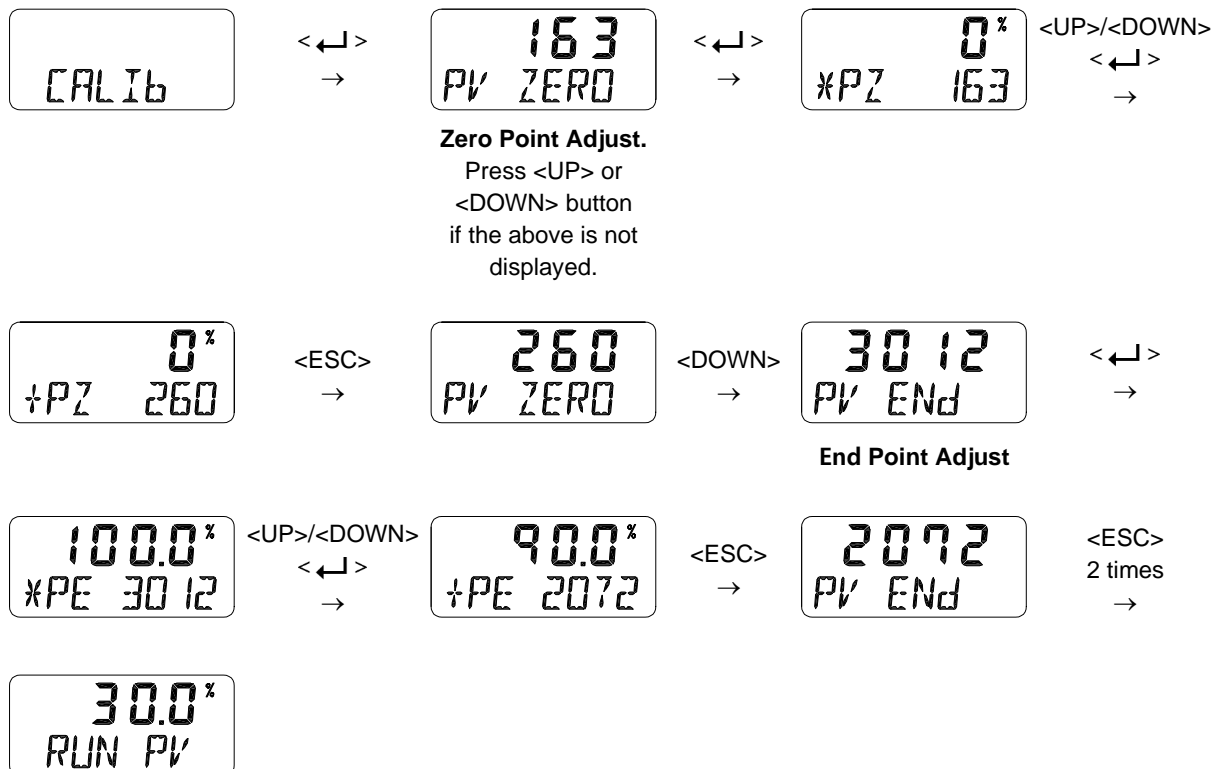 CALIb
< ↵ >
→
163
PV ZERO
< ↵ >
→
0%
*PZ 163
<UP>/<DOWN>
< ↵ >
→
Zero Point Adjust.
Press <UP> or
<DOWN> button
if the above is not
displayed.
0%
+PZ 260
<ESC>
→
260
PV ZERO
<DOWN>
→
3012
PV ENd
< ↵ >
→
End Point Adjust
100.0%
*PE 3012
<UP>/<DOWN>
< ↵ >
→
90.0%
+PE 2072
<ESC>
→
2072
PV ENd
<ESC>
2 times
→
30.0%
RUN PV